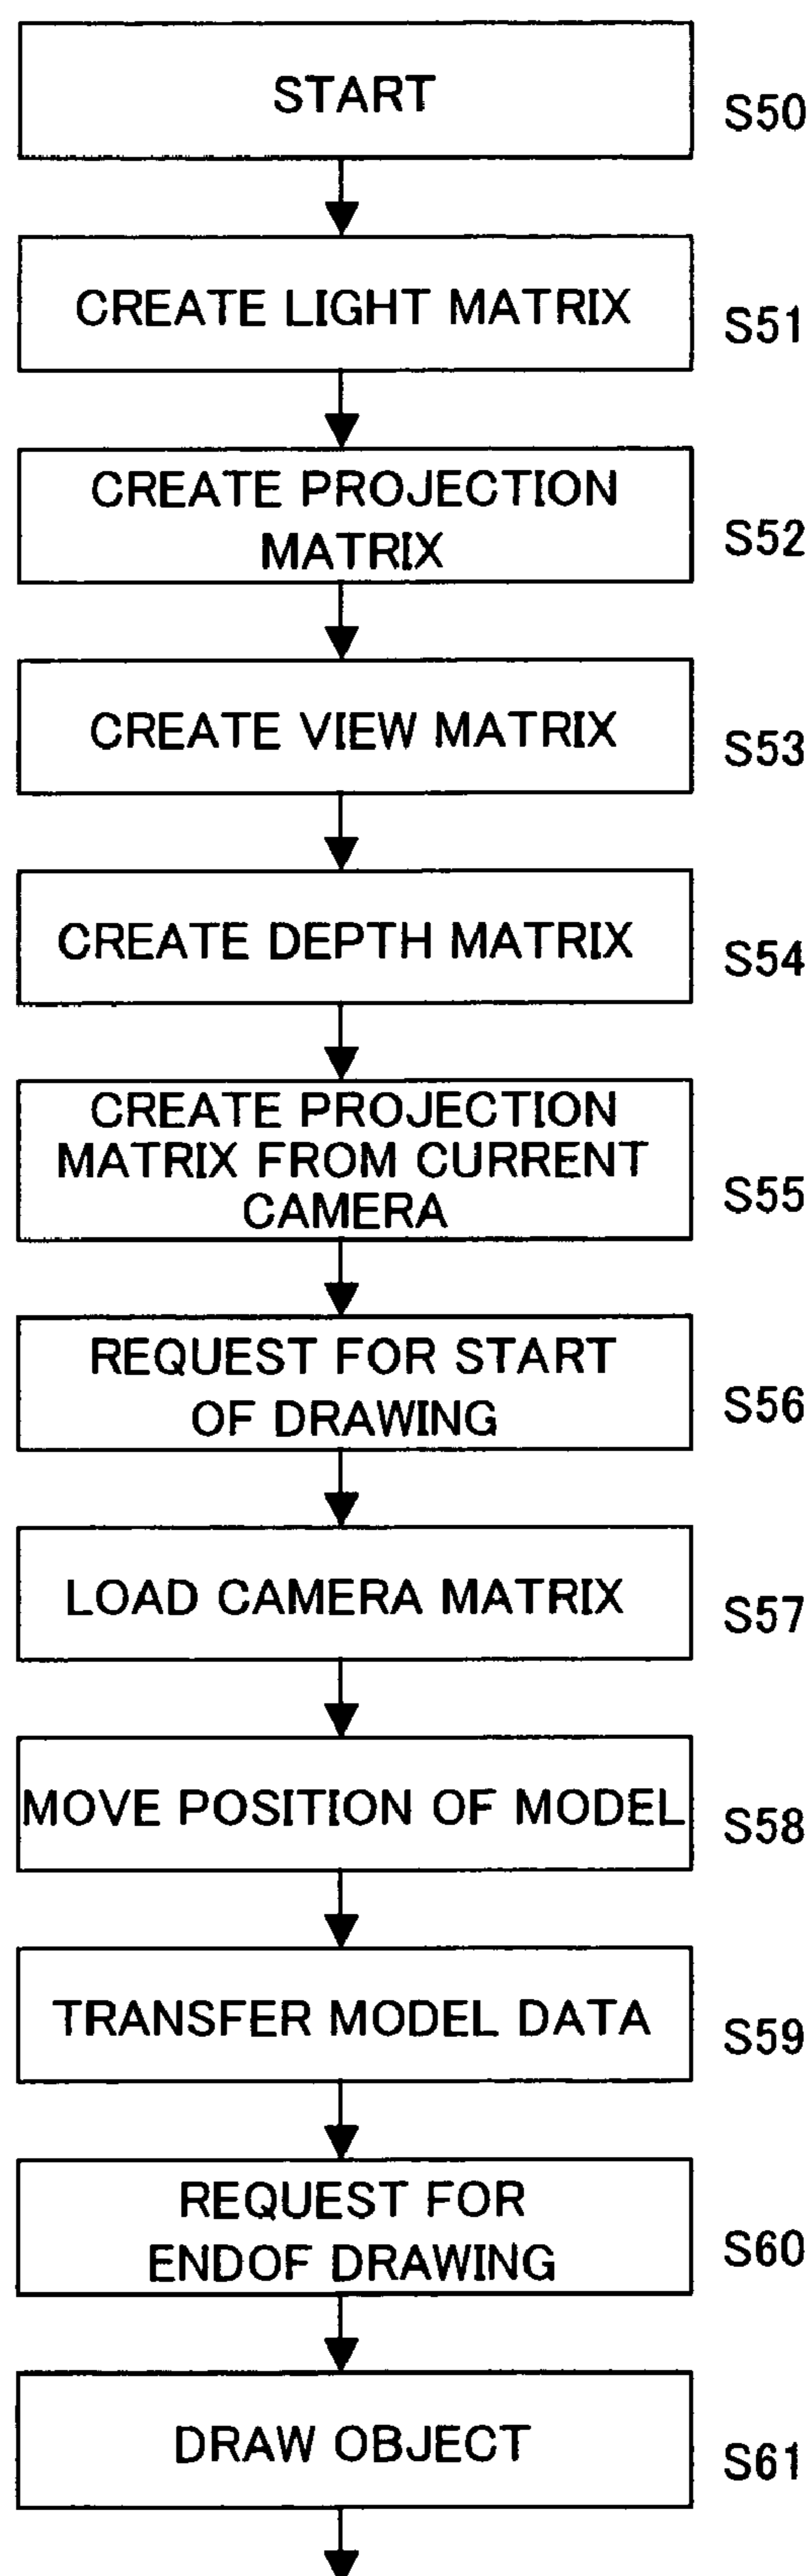 START
S50
CREATE LIGHT MATRIX
S51
CREATE PROJECTION
MATRIX
S52
CREATE VIEW MATRIX
S53
CREATE DEPTH MATRIX
S54
CREATE PROJECTION
MATRIX FROM CURRENT
CAMERA
S55
REQUEST FOR START
OF DRAWING
S56
LOAD CAMERA MATRIX
S57
MOVE POSITION OF MODEL
S58
TRANSFER MODEL DATA
S59
REQUEST FOR
ENDOF DRAWING
S60
DRAW OBJECT
S61